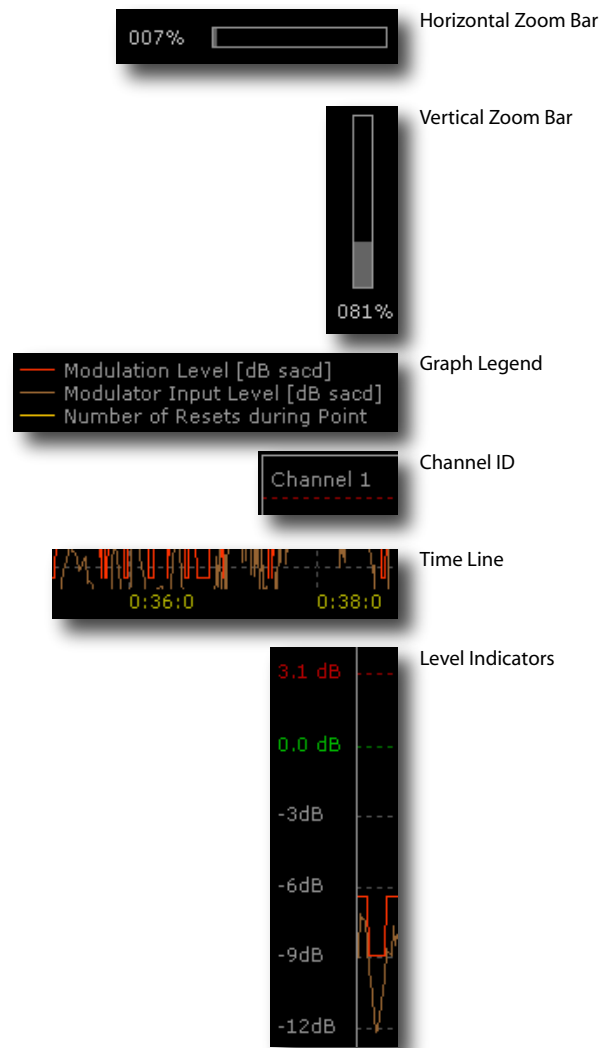 007%
Horizontal Zoom Bar
Vertical Zoom Bar
081%
Modulation Level [dB sacd]
Modulator Input Level [dB sacd]
Number of Resets during Point
Graph Legend
Channel ID
Channel 1
Time Line
0:36:0
0:38:0
Level Indicators
3.1 dB
0.0 dB
-3dB
-6dB
-9dB
-12dB